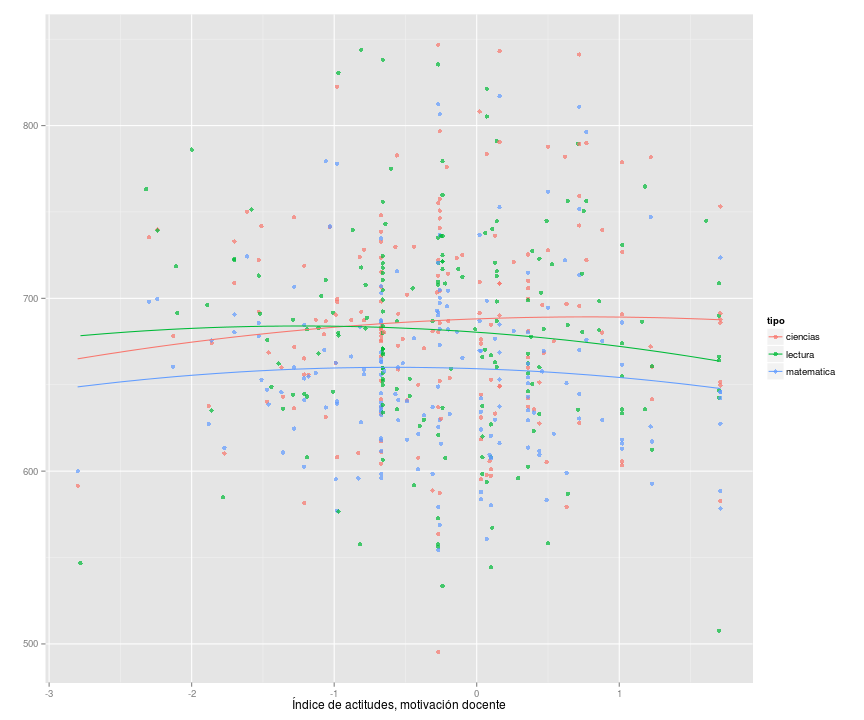 800
700
600
500
-3
-2
-1
0
1
Índice de actitudes, motivación docente
tipo
ciencias
lectura
matematica